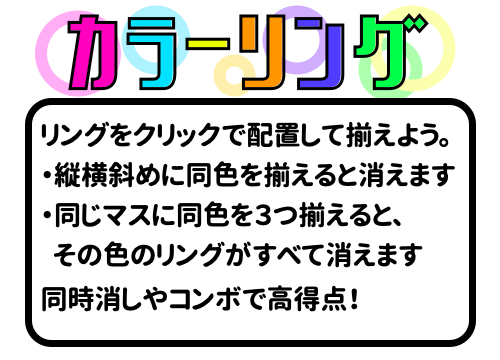 カラーリング
リングをクリックで配置して揃えよう。
・縦横斜めに同色を揃えると消えます
・同じマスに同色を3つ揃えると、
その色のリングがすべて消えます
同時消しやコンボで高得点！